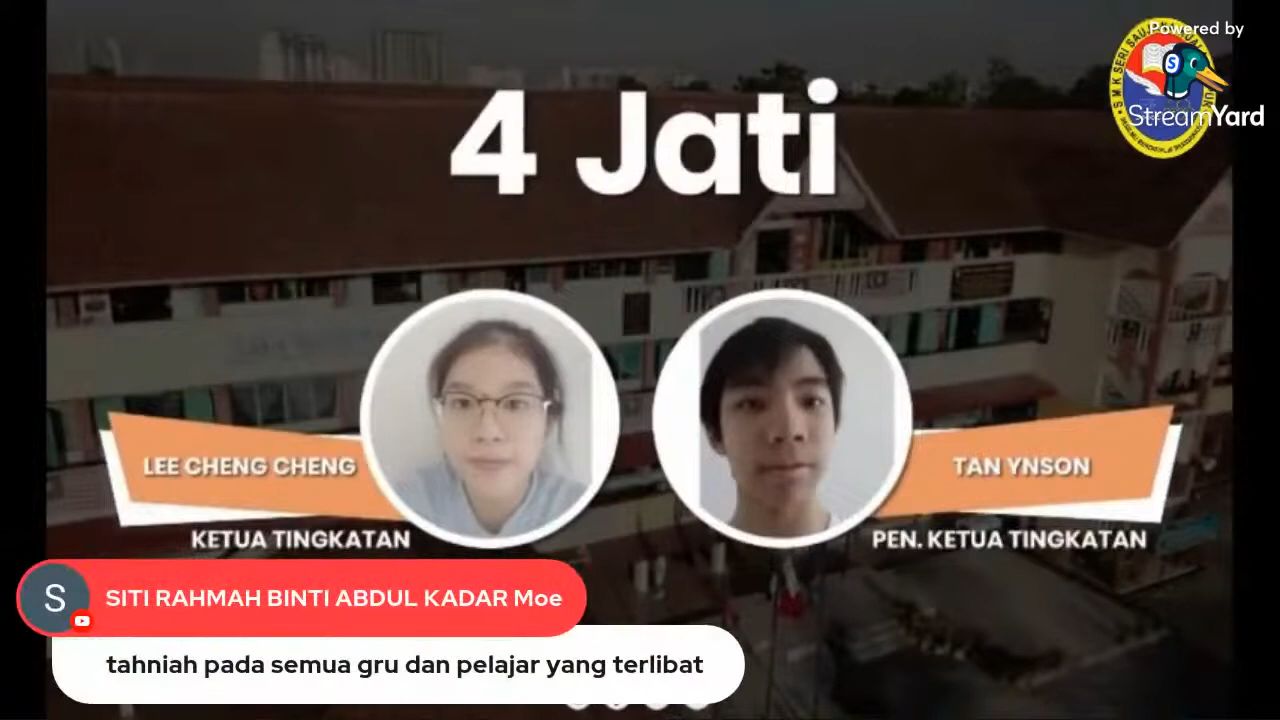 Powered by
StreamYard
4 Jati
LEE CHENG CHENG
KETUA TINGKATAN
TAN YNSON
PEN. KETUA TINGKATAN
S
SITI RAHMAH BINTI ABDUL KADAR Moe
tahniah pada semua gru dan pelajar yang terlibat